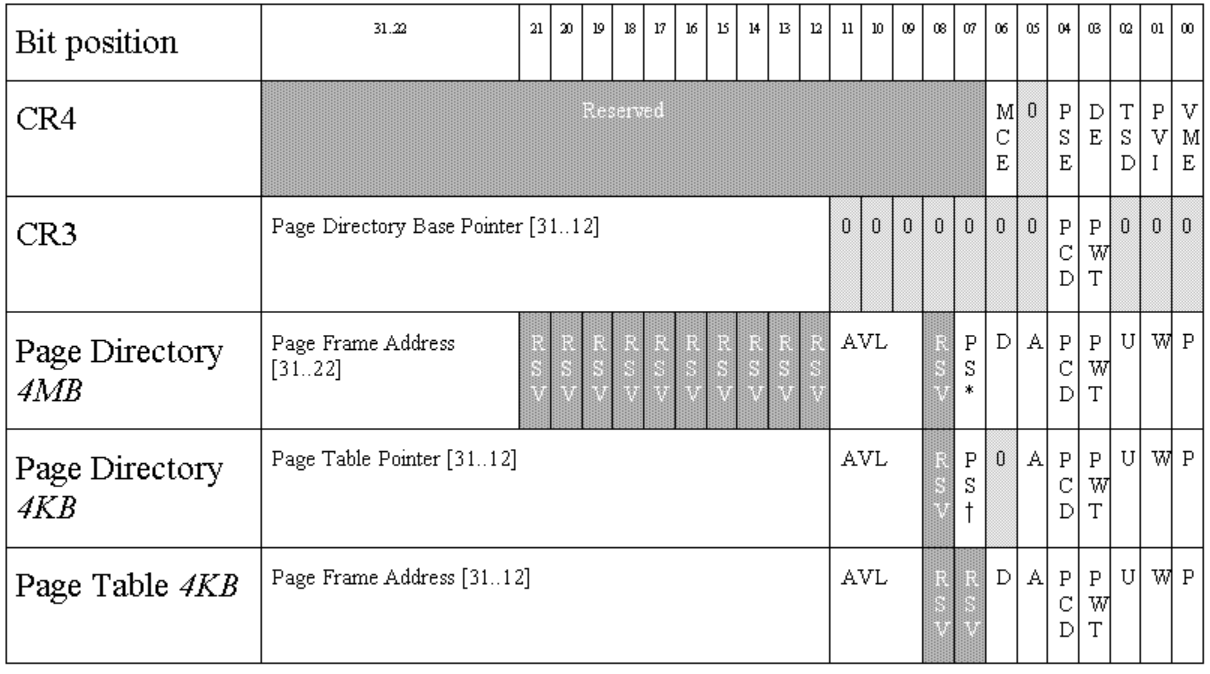 Bit position 31..22 21 20 19 18 17 16 15 14 13 12 11 10 09 08 07 06 05 04 03 02 01 00
CR4 Reserved MCE 0 PSE DE TSD PVI VME
CR3 Page Directory Base Pointer [31..12] 0 0 0 0 0 0 0 PCD PWT 0 0 0
Page Directory 4MB Page Frame Address [31..22] RSV RSV RSV RSV RSV RSV RSV RSV RSV RSV AVL RSV PS* D A PCD PWT U W P
Page Directory 4KB Page Table Pointer [31..12] AVL RSV PS† 0 A PCD PWT U W P
Page Table 4KB Page Frame Address [31..12] AVL RSV RSV D A PCD PWT U W P